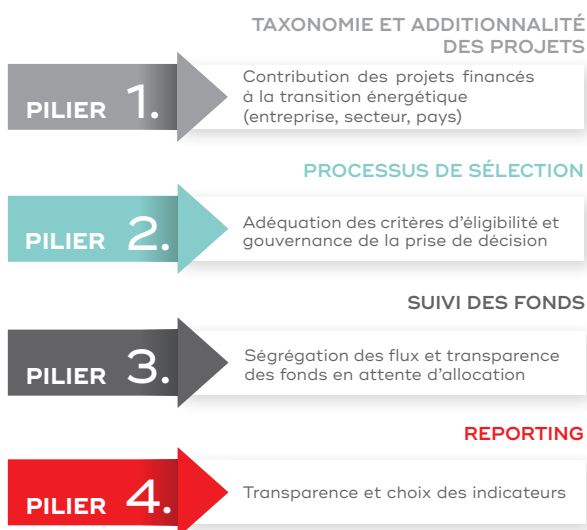 TAXONOMIE ET ADDITIONNALITÉ
DES PROJETS
PILIER 1.
Contribution des projets financés
à la transition énergétique
(entreprise, secteur, pays)
PROCESSUS DE SÉLECTION
PILIER 2.
Adéquation des critères d’éligibilité et
gouvernance de la prise de décision
SUIVI DES FONDS
PILIER 3.
Ségrégation des flux et transparence
des fonds en attente d’allocation
REPORTING
PILIER 4.
Transparence et choix des indicateurs